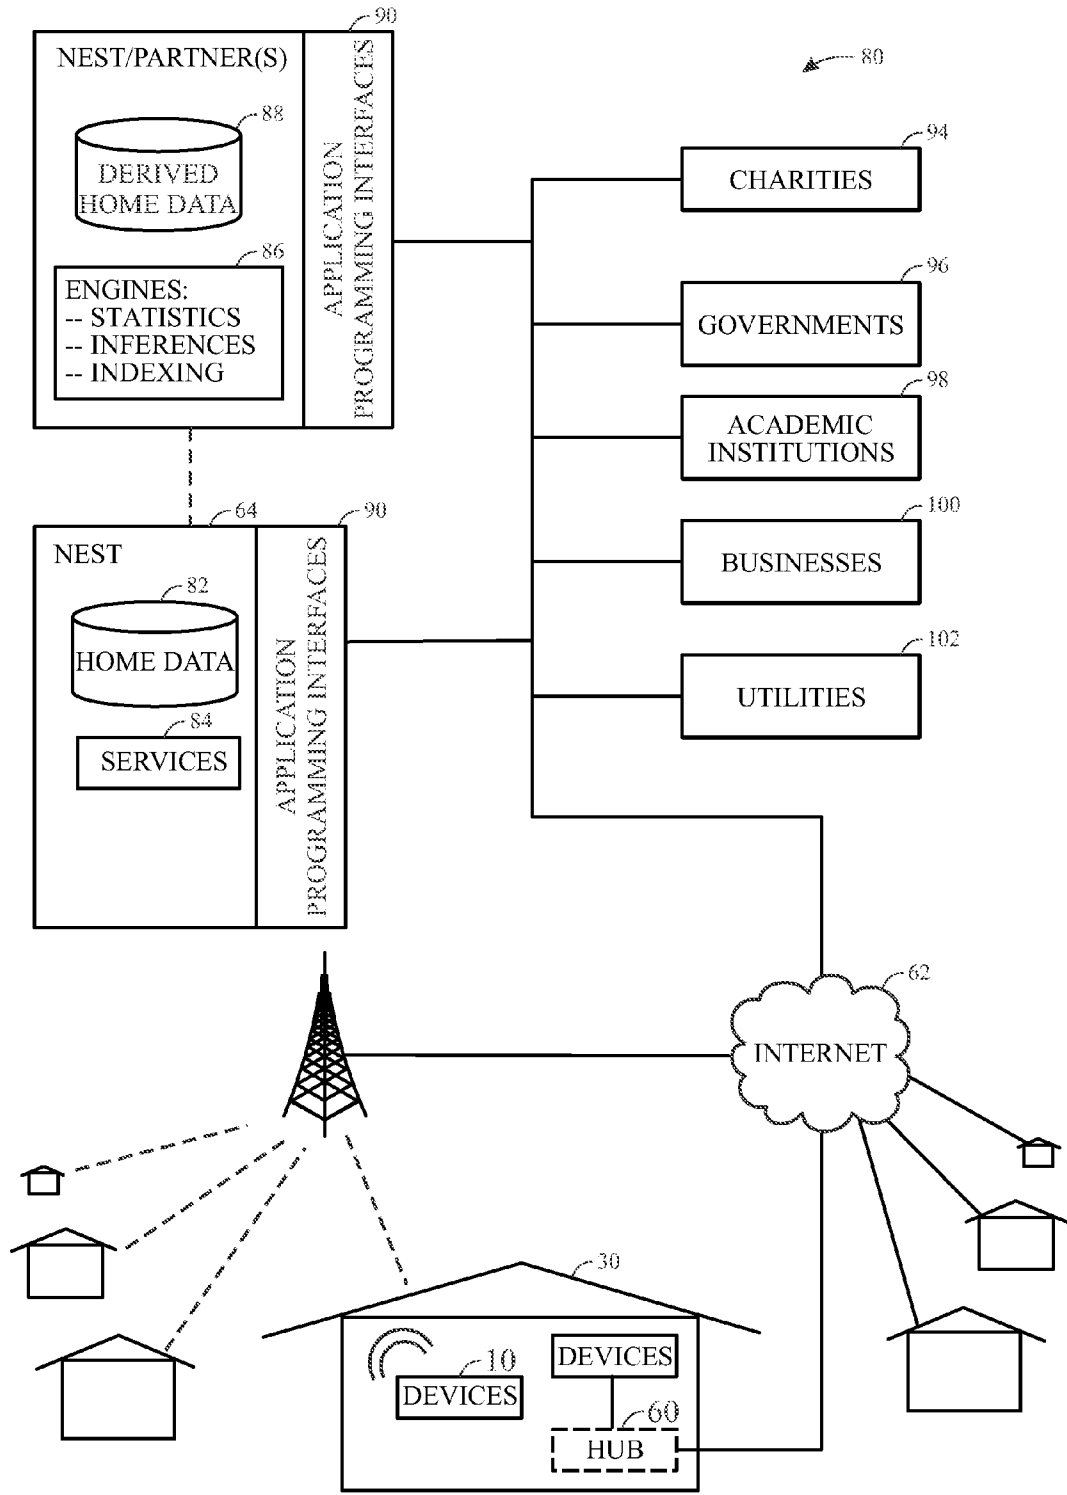 90
NEST/PARTNER(S)
80
88
DERIVED
HOME DATA
APPLICATION
PROGRAMMING INTERFACES
94
CHARITIES
86
ENGINES:
-- STATISTICS
-- INFERENCES
-- INDEXING
96
GOVERNMENTS
98
ACADEMIC
INSTITUTIONS
64
90
NEST
82
HOME DATA
84
SERVICES
APPLICATION
PROGRAMMING INTERFACES
100
BUSINESSES
102
UTILITIES
62
INTERNET
30
10
DEVICES
DEVICES
60
HUB